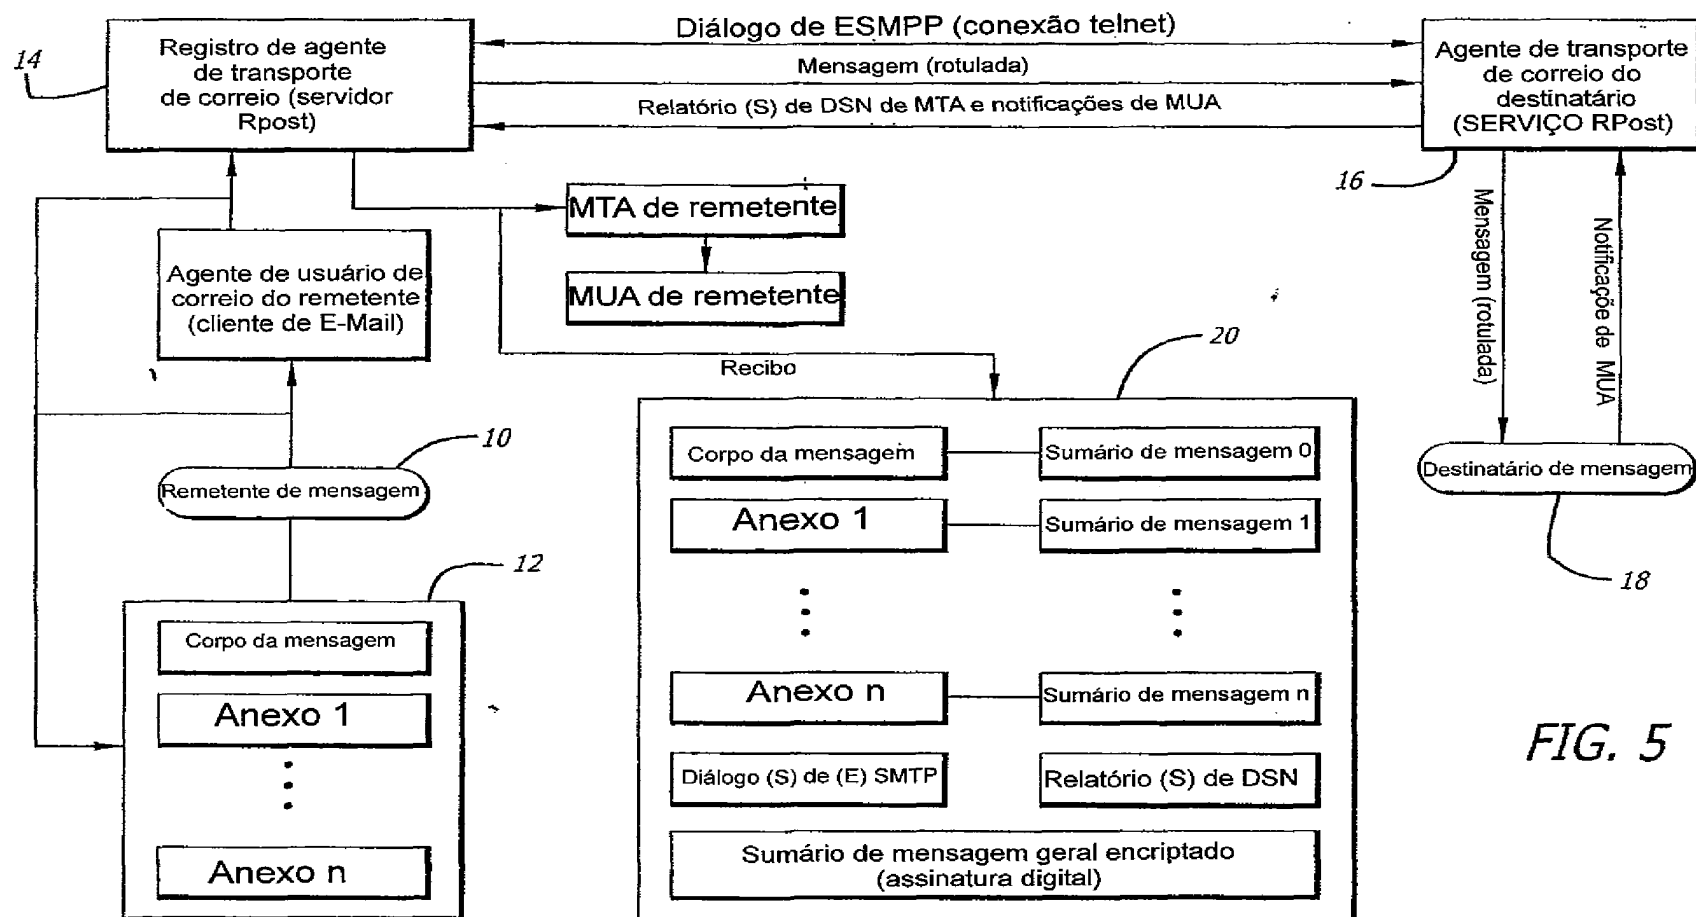 Diálogo de ESMPP (conexão telnet)
14
Registro de agente
de transporte
de correio (servidor
Rpost)
Mensagem (rotulada)
Relatório (S) de DSN de MTA e notificações de MUA
Agente de transporte
de correio do
destinatário
(SERVIÇO RPost)
16
MTA de remetente
MUA de remetente
Agente de usuário de
correio do remetente
(cliente de E-Mail)
Mensagem (rotulada)
Notificaçõe de MUA
Recibo
20
10
Remetente de mensagem
Destinatário de mensagem
18
12
Corpo da mensagem
Anexo 1
Anexo n
Corpo da mensagem
Sumário de mensagem 0
Anexo 1
Sumário de mensagem 1
Anexo n
Sumário de mensagem n
Diálogo (S) de (E) SMTP
Relatório (S) de DSN
Sumário de mensagem geral encriptado
(assinatura digital)
FIG. 5